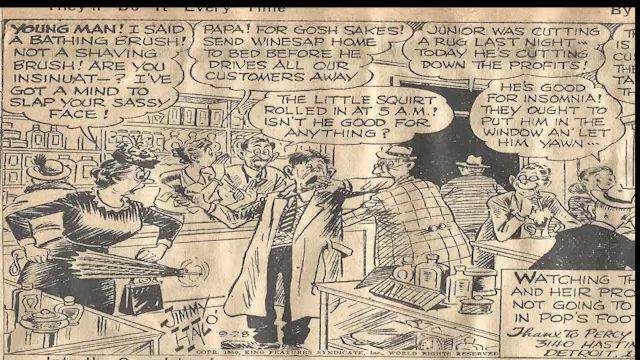 They'll Do It Every Time
By
YOUNG MAN! I SAID
A BATHING BRUSH!
NOT A SHAVING
BRUSH! ARE YOU
INSINUAT—? I'VE
GOT A MIND TO
SLAP YOUR SASSY
FACE!
PAPA! FOR GOSH SAKES!
SEND WINESAP HOME
TO BED BEFORE HE
DRIVES ALL OUR
CUSTOMERS AWAY
JUNIOR WAS CUTTING
A RUG LAST NIGHT--
TODAY HE'S CUTTING
DOWN THE PROFITS!
THE LITTLE SQUIRT
ROLLED IN AT 5 A.M.!
ISN'T HE GOOD FOR
ANYTHING?
HE'S GOOD
FOR INSOMNIA!
THEY OUGHT TO
PUT HIM IN THE
WINDOW AN' LET
HIM YAWN--
JIMMY
HATLO
9-28
COPR. 1950, KING FEATURES SYNDICATE, Inc., WORLD RIGHTS RESERVED
WATCHING TH
AND HEIR PRO
NOT GOING TO
IN POP'S FOOT
Thanx To PERCY
3140 HASTIN
DETROIT